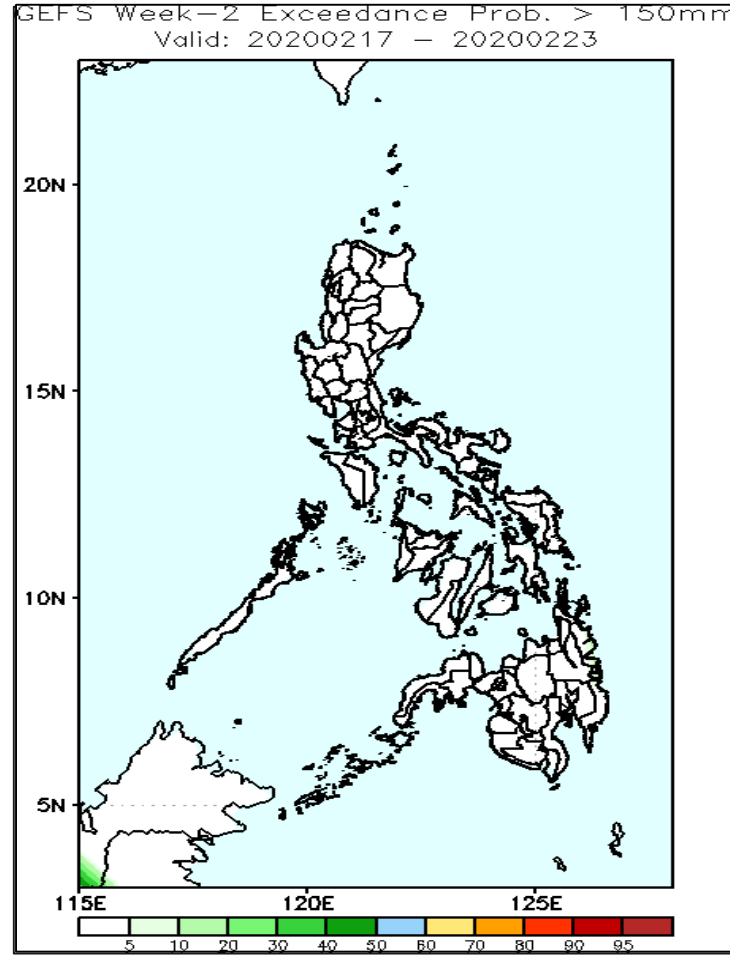 GEFS Week-2 Exceedance Prob. > 150mm
Valid: 20200217 - 20200223
20N
15N
10N
5N
115E 120E 125E
5 10 20 30 40 50 60 70 80 90 95